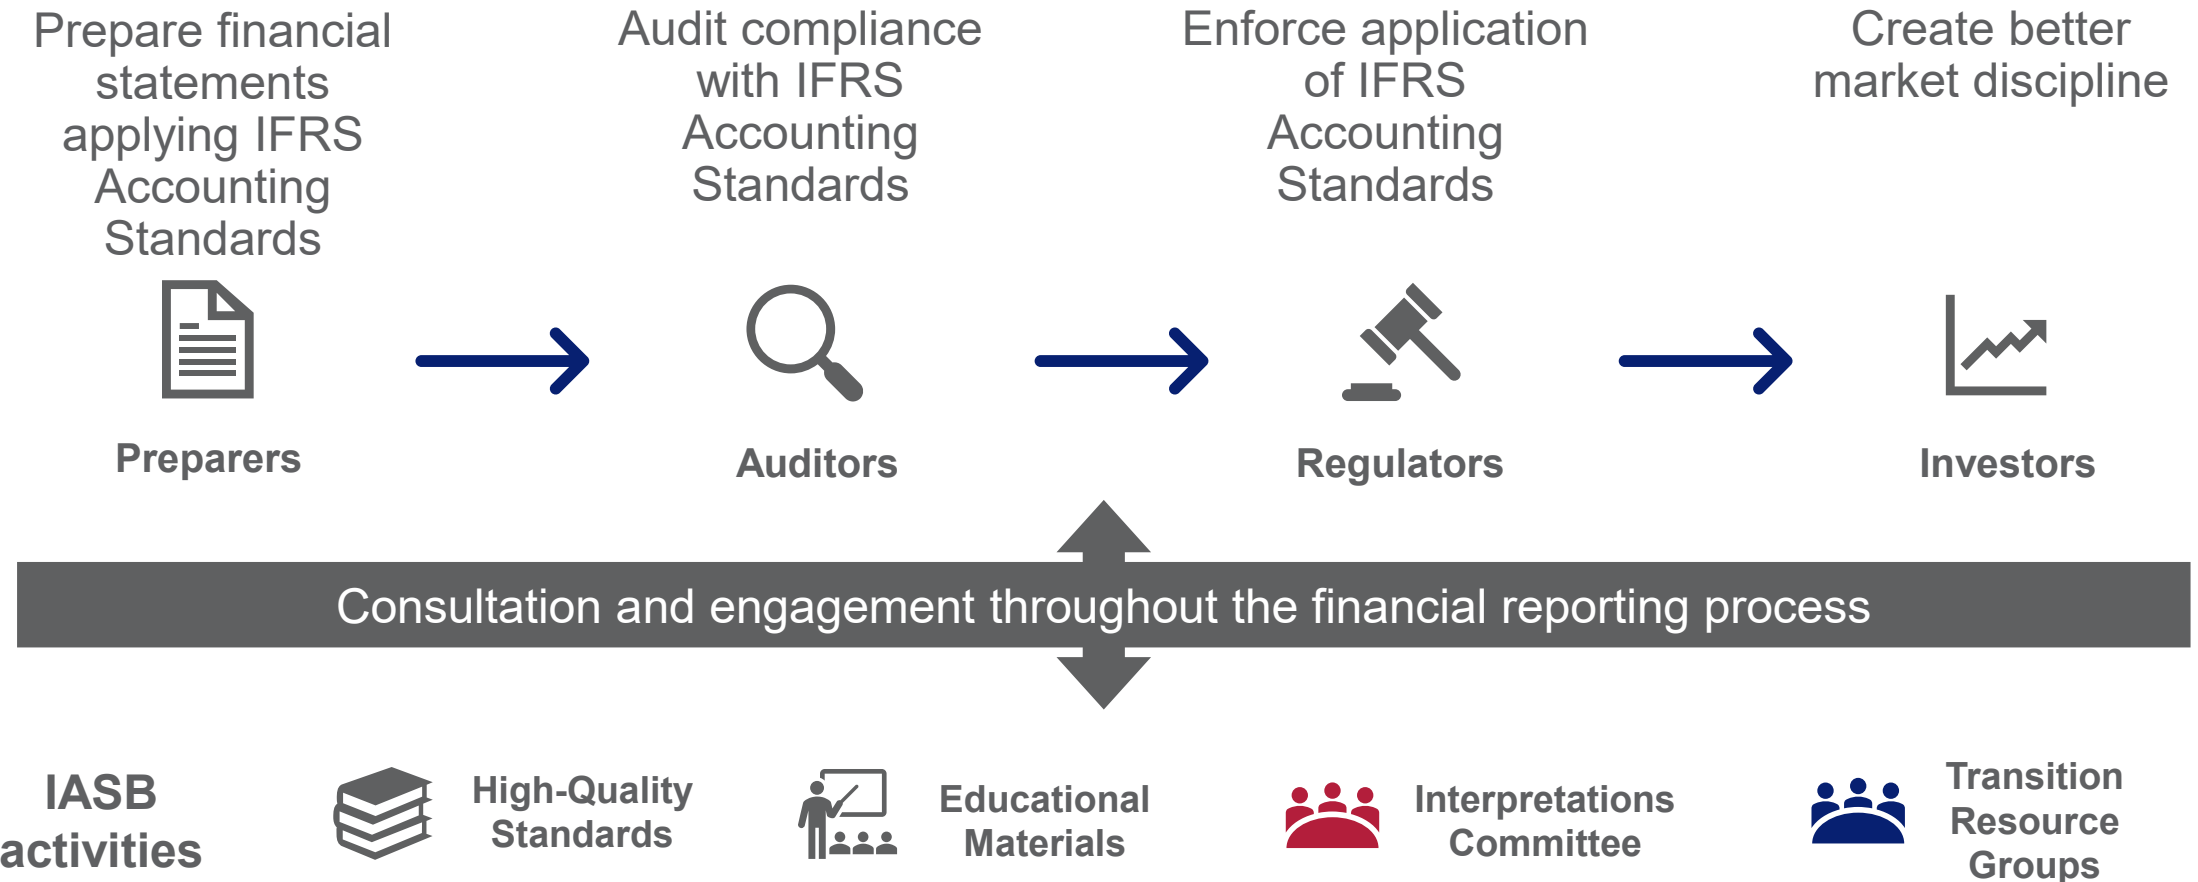 Prepare financial
statements
applying IFRS
Accounting
Standards
Audit compliance
with IFRS
Accounting
Standards
Enforce application
of IFRS
Accounting
Standards
Create better
market discipline
Preparers
Auditors
Regulators
Investors
Consultation and engagement throughout the financial reporting process
IASB
activities
High-Quality
Standards
Educational
Materials
Interpretations
Committee
Transition
Resource
Groups